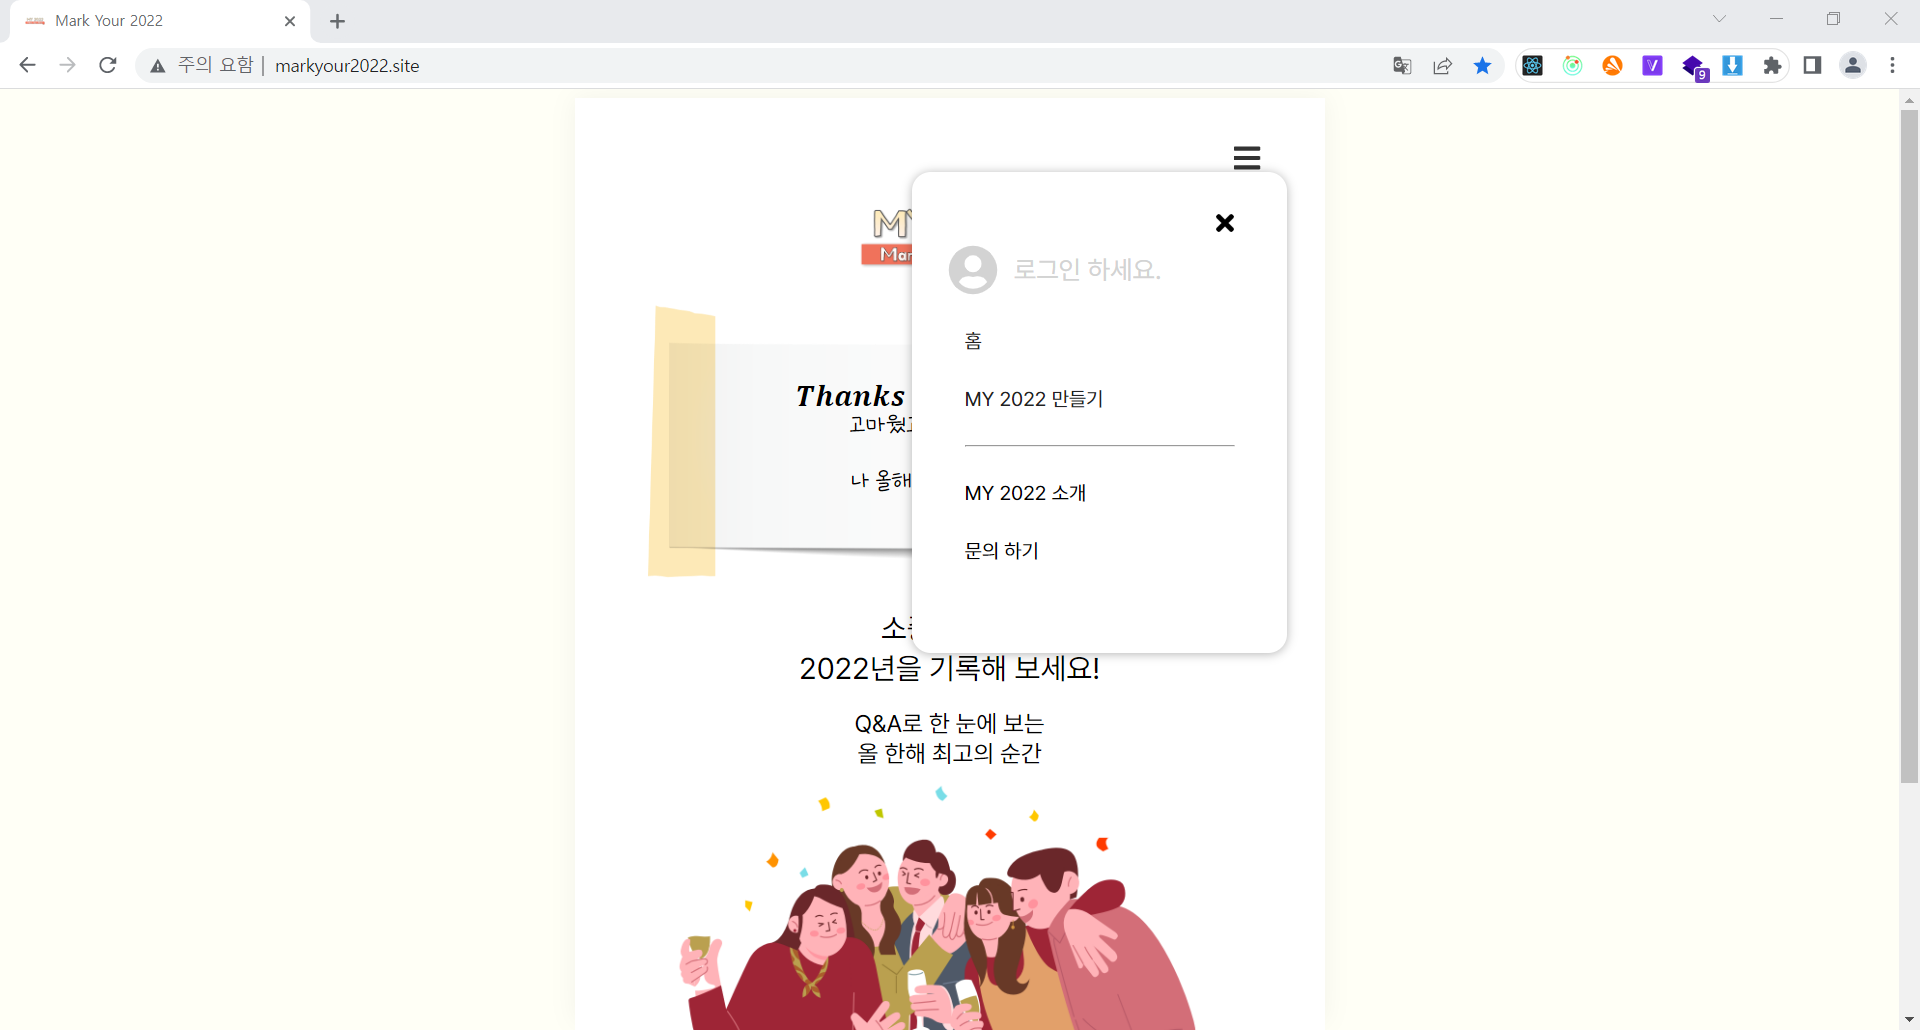 Mark Your 2022
주의 요함
markyour2022.site
9
MY
Mar
로그인 하세요.
홈
MY 2022 만들기
MY 2022 소개
문의 하기
Thanks
고마웠고
나 올해
소
2022년을 기록해 보세요!
Q&A로 한 눈에 보는
올 한해 최고의 순간